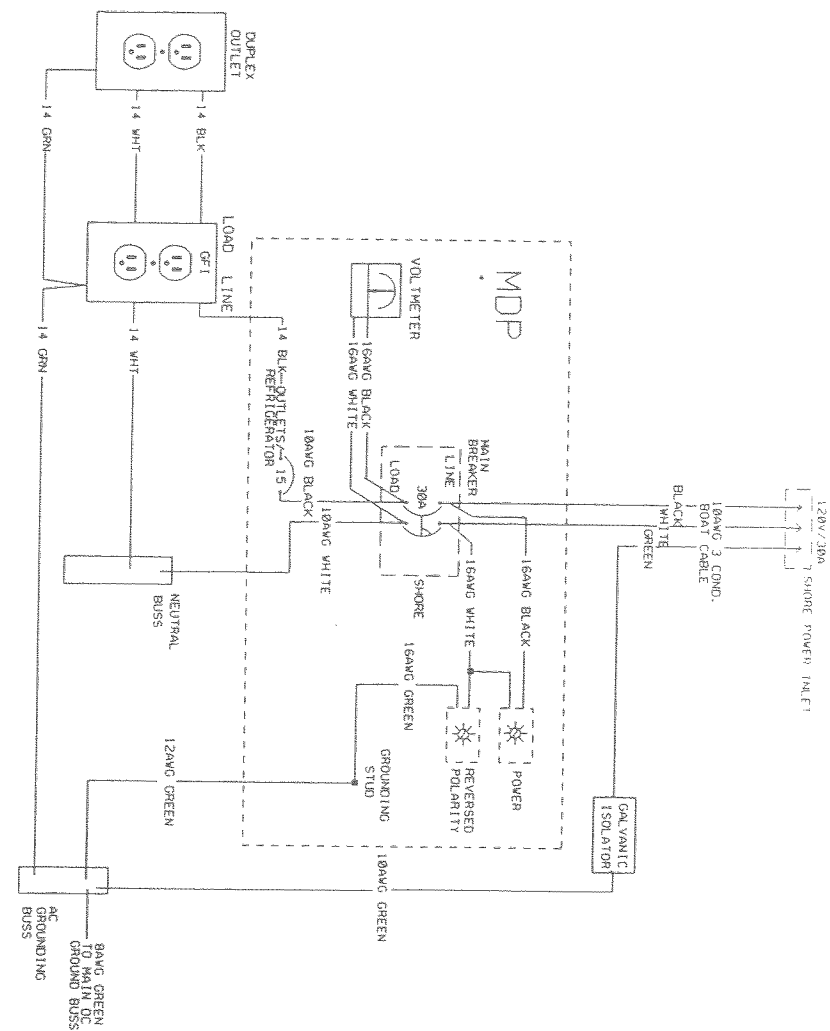 120V/30A
SHORE POWER INLET
10AWG 3 COND.
BOAT CABLE
BLACK
WHITE
GREEN
GALVANIC
ISOLATOR
MDP
MAIN
BREAKER
LINE
30A
LOAD
SHORE
16AWG BLACK
16AWG WHITE
POWER
REVERSED
POLARITY
VOLTMETER
16AWG BLACK
16AWG WHITE
16AWG GREEN
GROUNDING
STUD
10AWG BLACK
10AWG WHITE
14 BLK
OUTLETS/
REFRIGERATOR
15
10AWG GREEN
DUPLEX
OUTLET
LOAD LINE
GFI
14 BLK
14 WHT
14 GRN
14 WHT
14 GRN
NEUTRAL
BUSS
12AWG GREEN
8AWG GREEN
TO MAIN DC
GROUND BUSS
AC
GROUNDING
BUSS